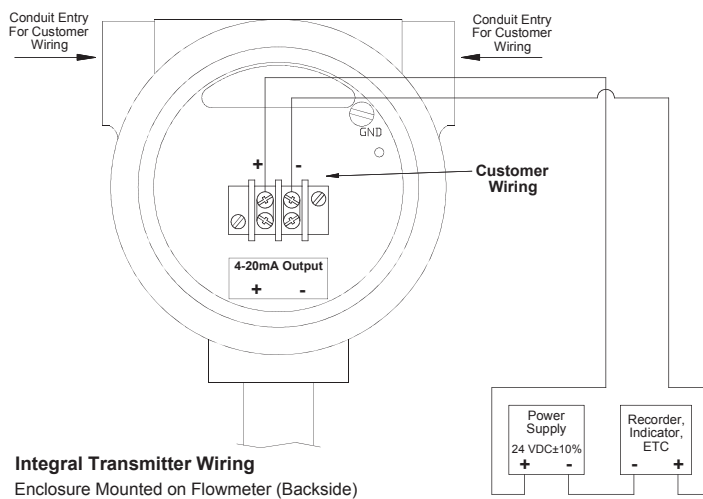 Conduit Entry
For Customer
Wiring
Conduit Entry
For Customer
Wiring
GND
+ -
Customer
Wiring
4-20mA Output
+ -
Power
Supply
24 VDC±10%
+ -
Recorder,
Indicator,
ETC
- +
Integral Transmitter Wiring
Enclosure Mounted on Flowmeter (Backside)